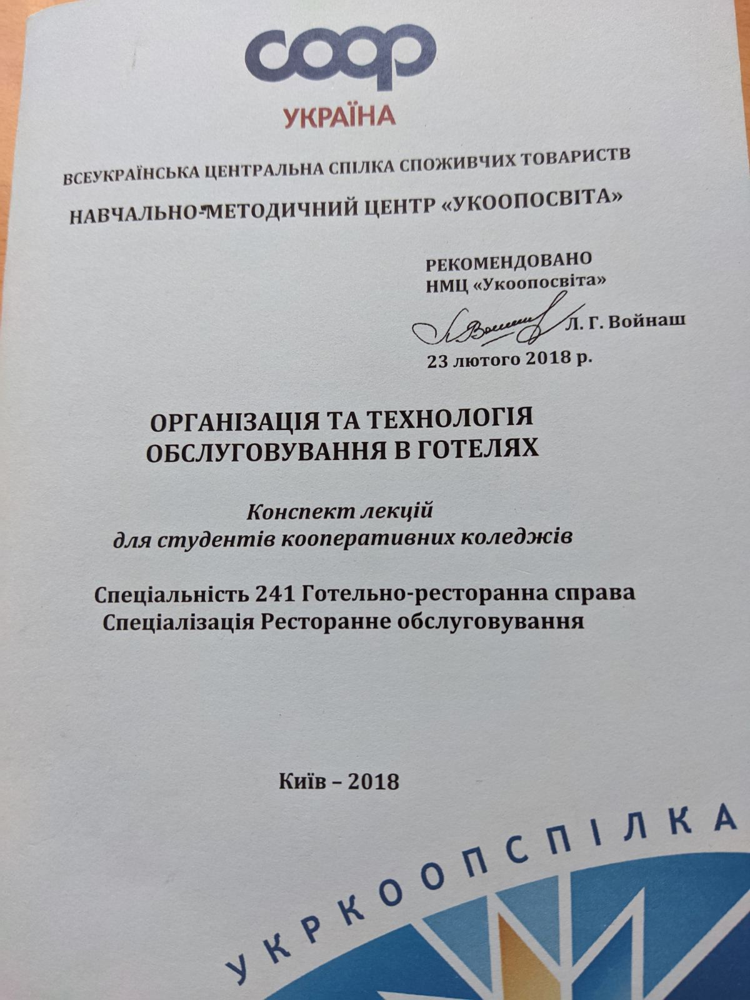 coop
УКРАЇНА
ВСЕУКРАЇНСЬКА ЦЕНТРАЛЬНА СПІЛКА СПОЖИВЧИХ ТОВАРИСТВ
НАВЧАЛЬНО-МЕТОДИЧНИЙ ЦЕНТР «УКООПОСВІТА»
РЕКОМЕНДОВАНО
НМЦ «Укоопосвіта»
Л. Г. Войнаш
23 лютого 2018 р.
ОРГАНІЗАЦІЯ ТА ТЕХНОЛОГІЯ
ОБСЛУГОВУВАННЯ В ГОТЕЛЯХ
Конспект лекцій
для студентів кооперативних коледжів
Спеціальність 241 Готельно-ресторанна справа
Спеціалізація Ресторанне обслуговування
Київ – 2018
УКРКООПСПІЛКА